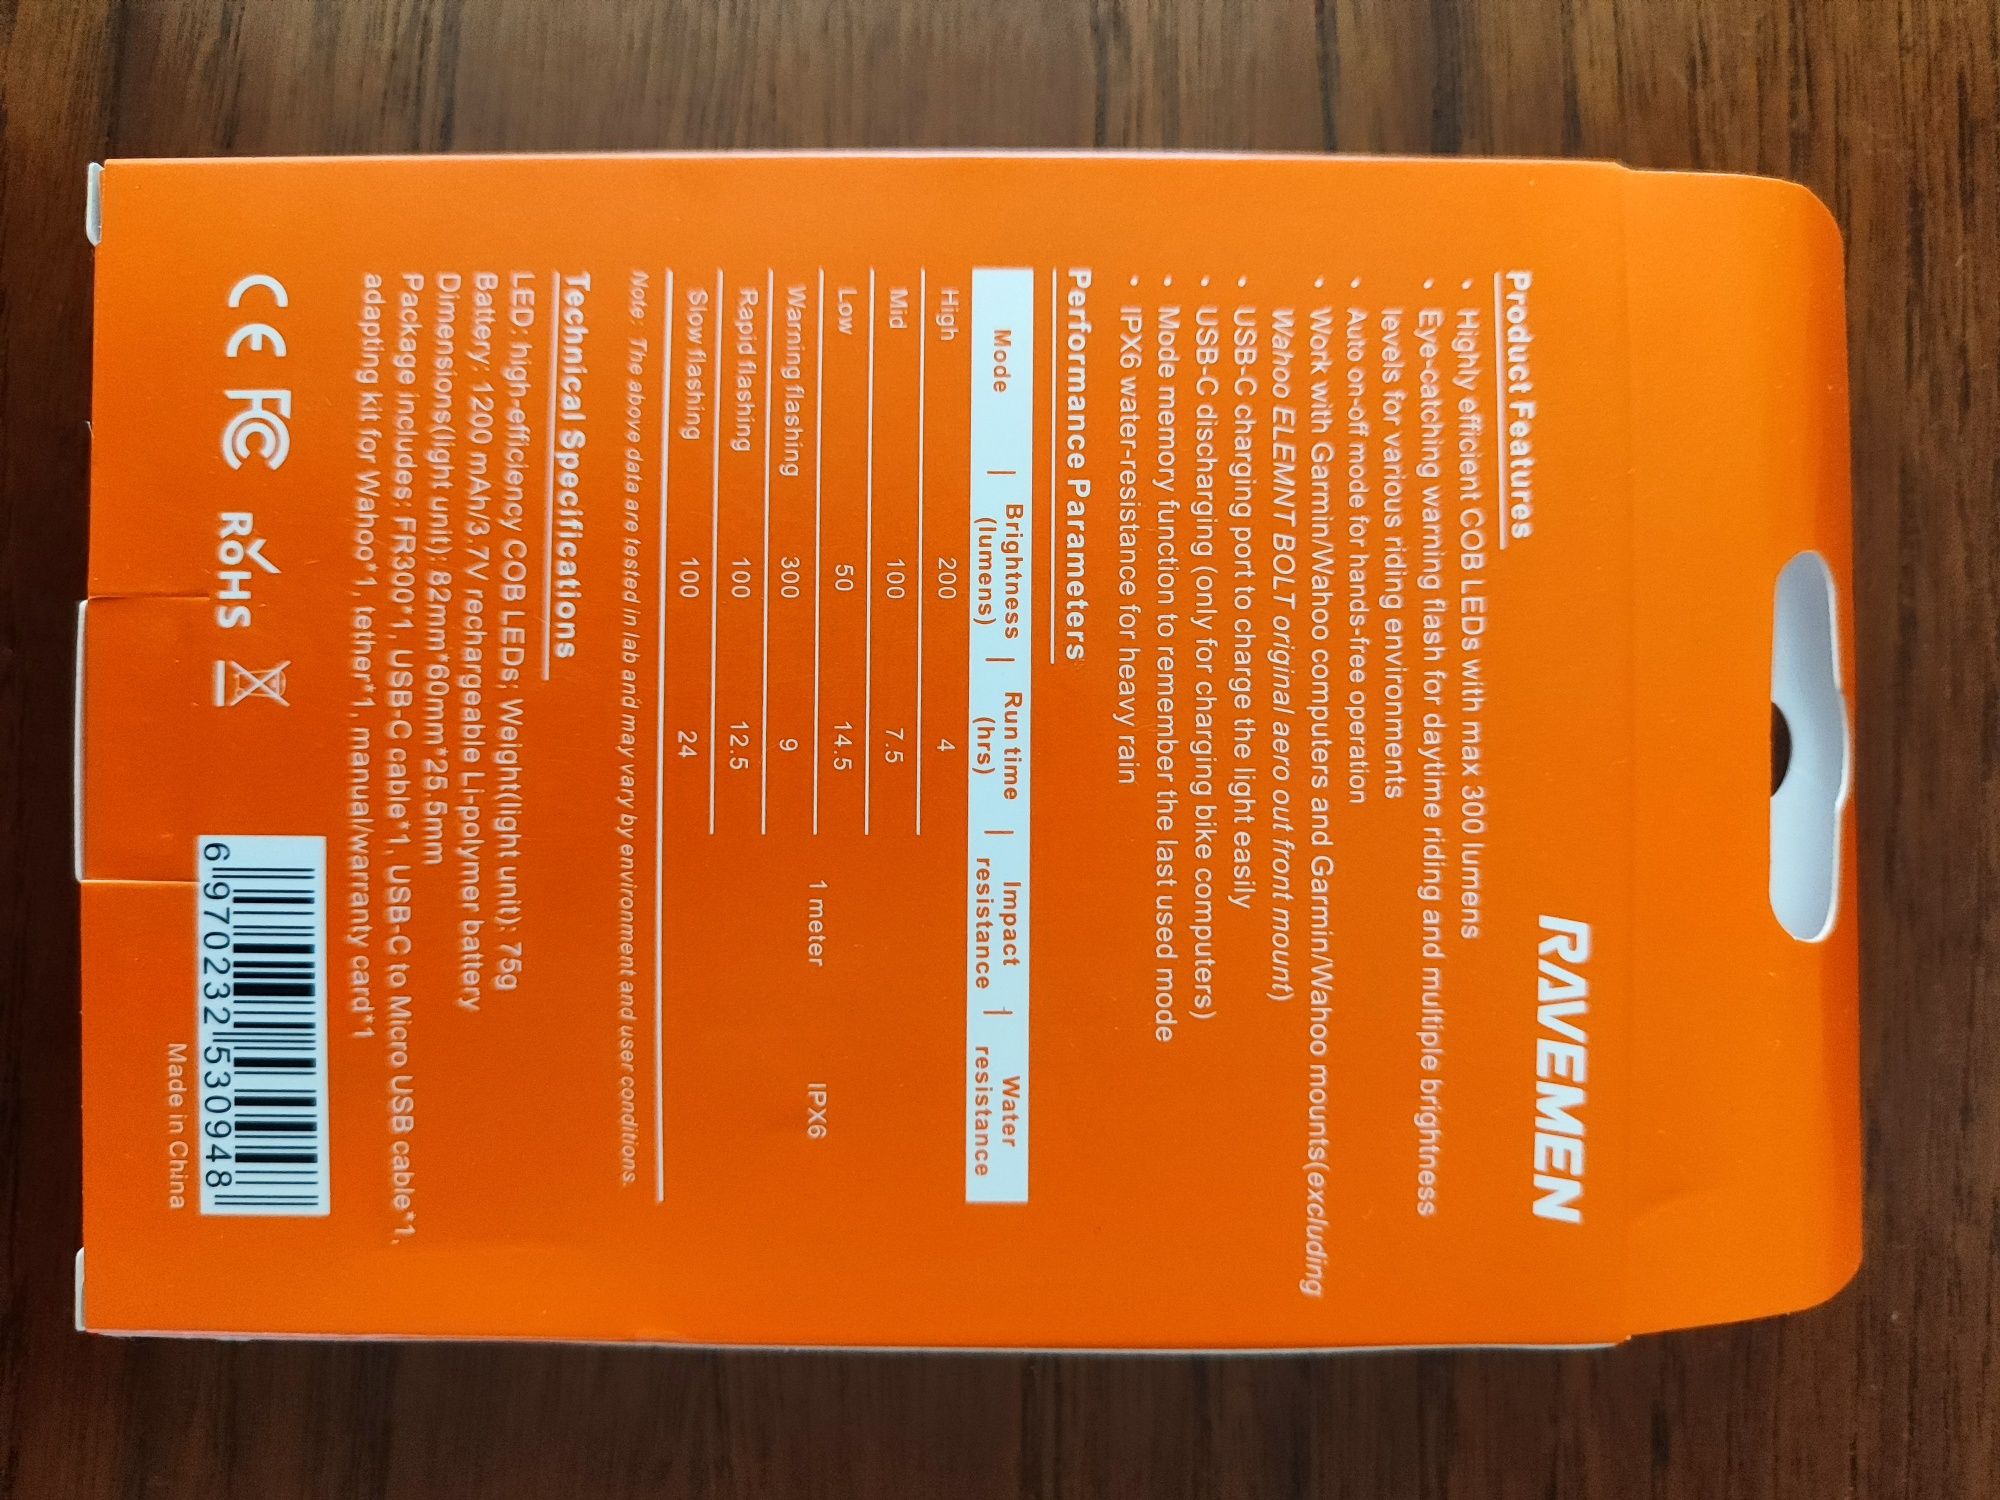 RAVEMEN
Product Features
• Highly efficient COB LEDs with max 300 lumens
• Eye-catching warning flash for daytime riding and multiple brightness
levels for various riding environments
• Auto on-off mode for hands-free operation
• Work with Garmin/Wahoo computers and Garmin/Wahoo mounts(excluding
Wahoo ELEMNT BOLT original aero out front mount)
• USB-C charging port to charge the light easily
• USB-C discharging (only for charging bike computers)
• Mode memory function to remember the last used mode
• IPX6 water-resistance for heavy rain
Performance Parameters
Mode | Brightness (lumens) | Run time (hrs) | Impact resistance | Water resistance
High 200 4
Mid 100 7.5
Low 50 14.5
1 meter IPX6
Warning flashing 300 9
Rapid flashing 100 12.5
Slow flashing 100 24
Note: The above data are tested in lab and may vary by environment and user conditions.
Technical Specifications
LED: high-efficiency COB LEDs; Weight(light unit): 75g
Battery: 1200 mAh/3.7V rechargeable Li-polymer battery
Dimensions(light unit): 82mm*60mm*25.5mm
Package includes: FR300*1, USB-C cable*1, USB-C to Micro USB cable*1,
adapting kit for Wahoo*1, tether*1, manual/warranty card*1
CE FC RoHS
6 970232 530948
Made in China